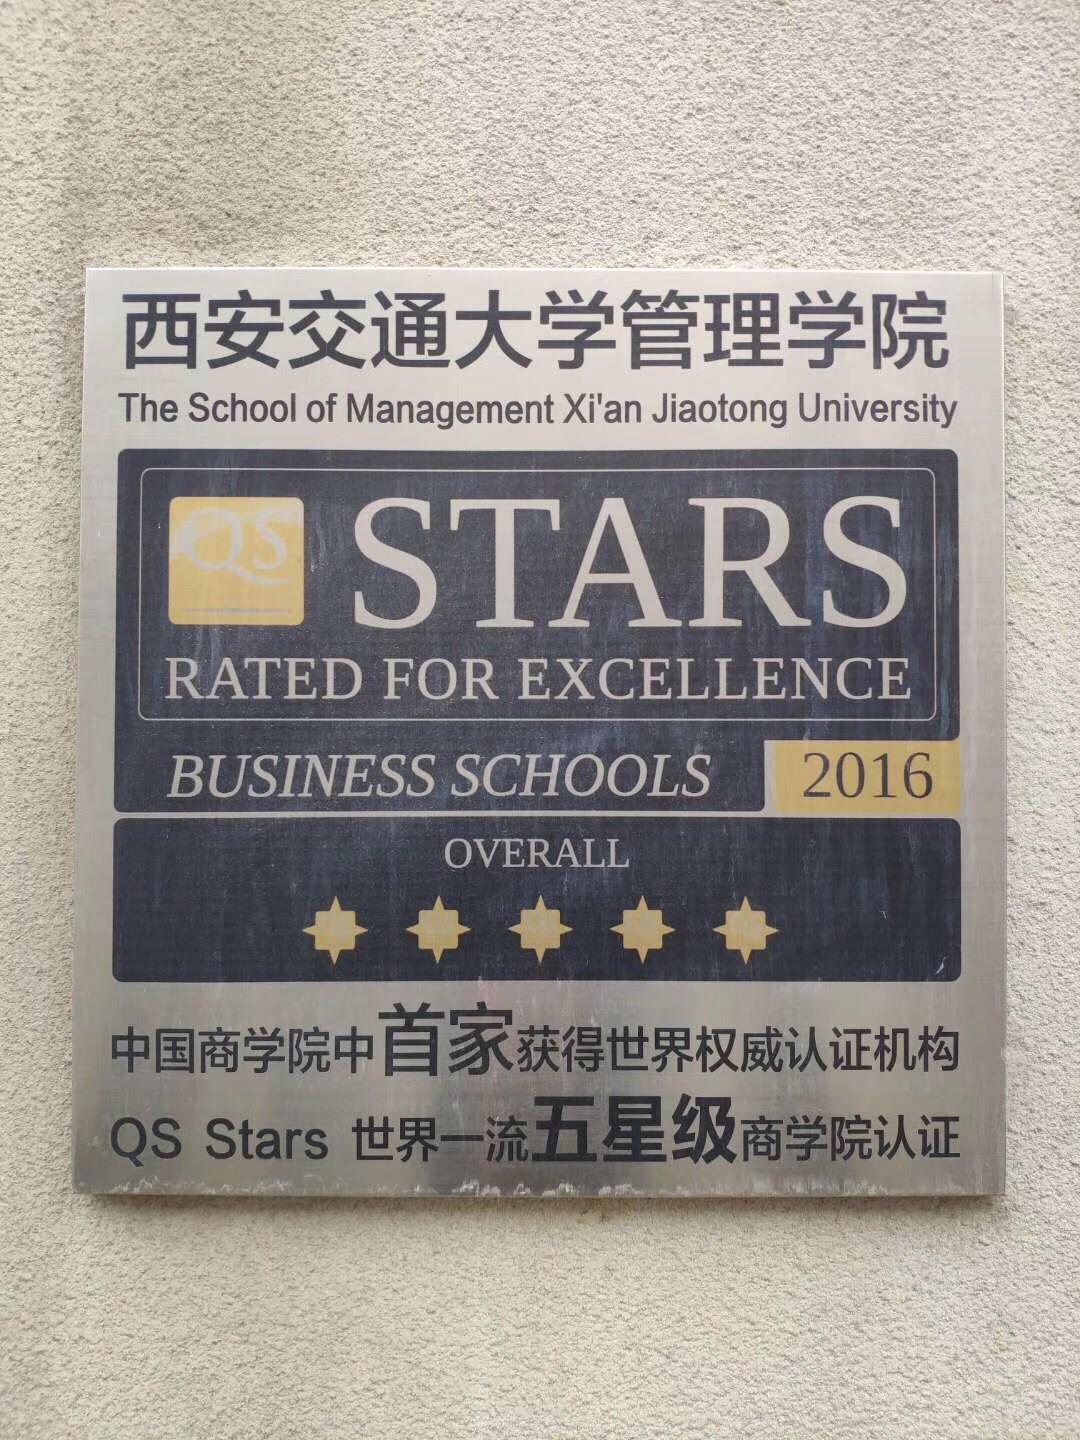 西安交通大学管理学院
The School of Management Xi'an Jiaotong University
QS STARS
RATED FOR EXCELLENCE
BUSINESS SCHOOLS 2016
OVERALL
中国商学院中首家获得世界权威认证机构
QS Stars 世界一流五星级商学院认证